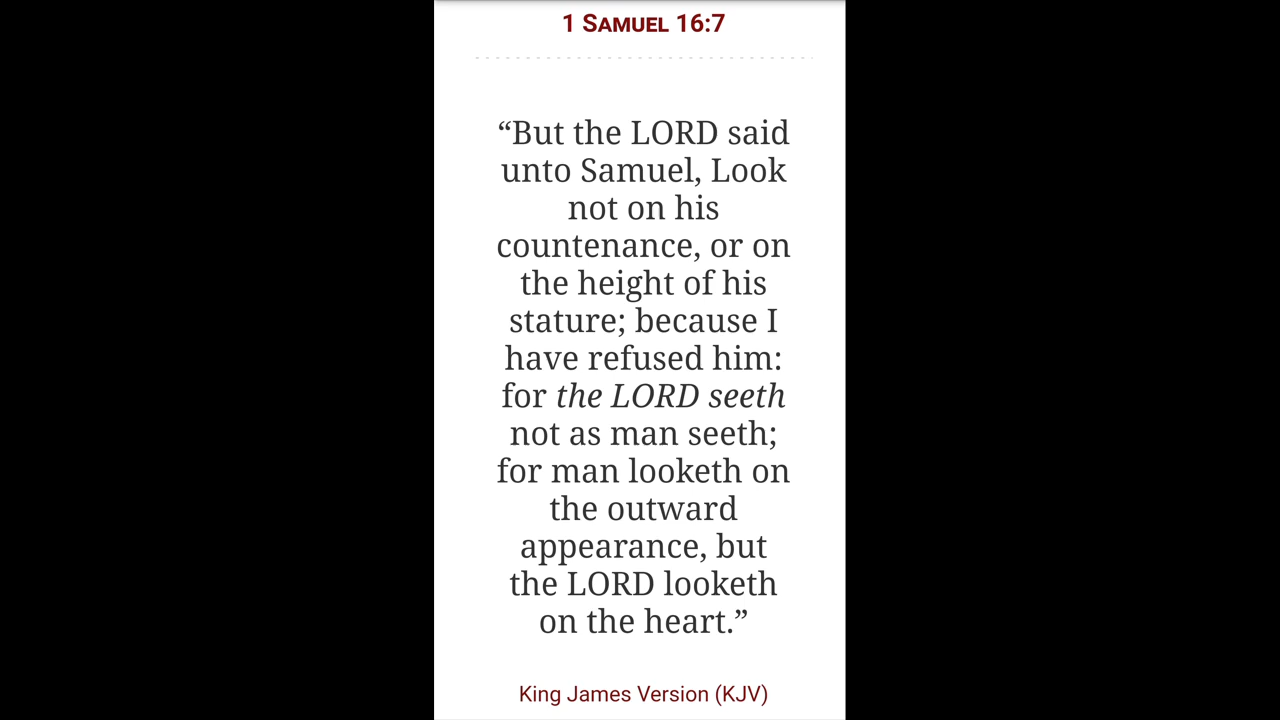 1 SAMUEL 16:7
“But the LORD said
unto Samuel, Look
not on his
countenance, or on
the height of his
stature; because I
have refused him:
for the LORD seeth
not as man seeth;
for man looketh on
the outward
appearance, but
the LORD looketh
on the heart.”
King James Version (KJV)